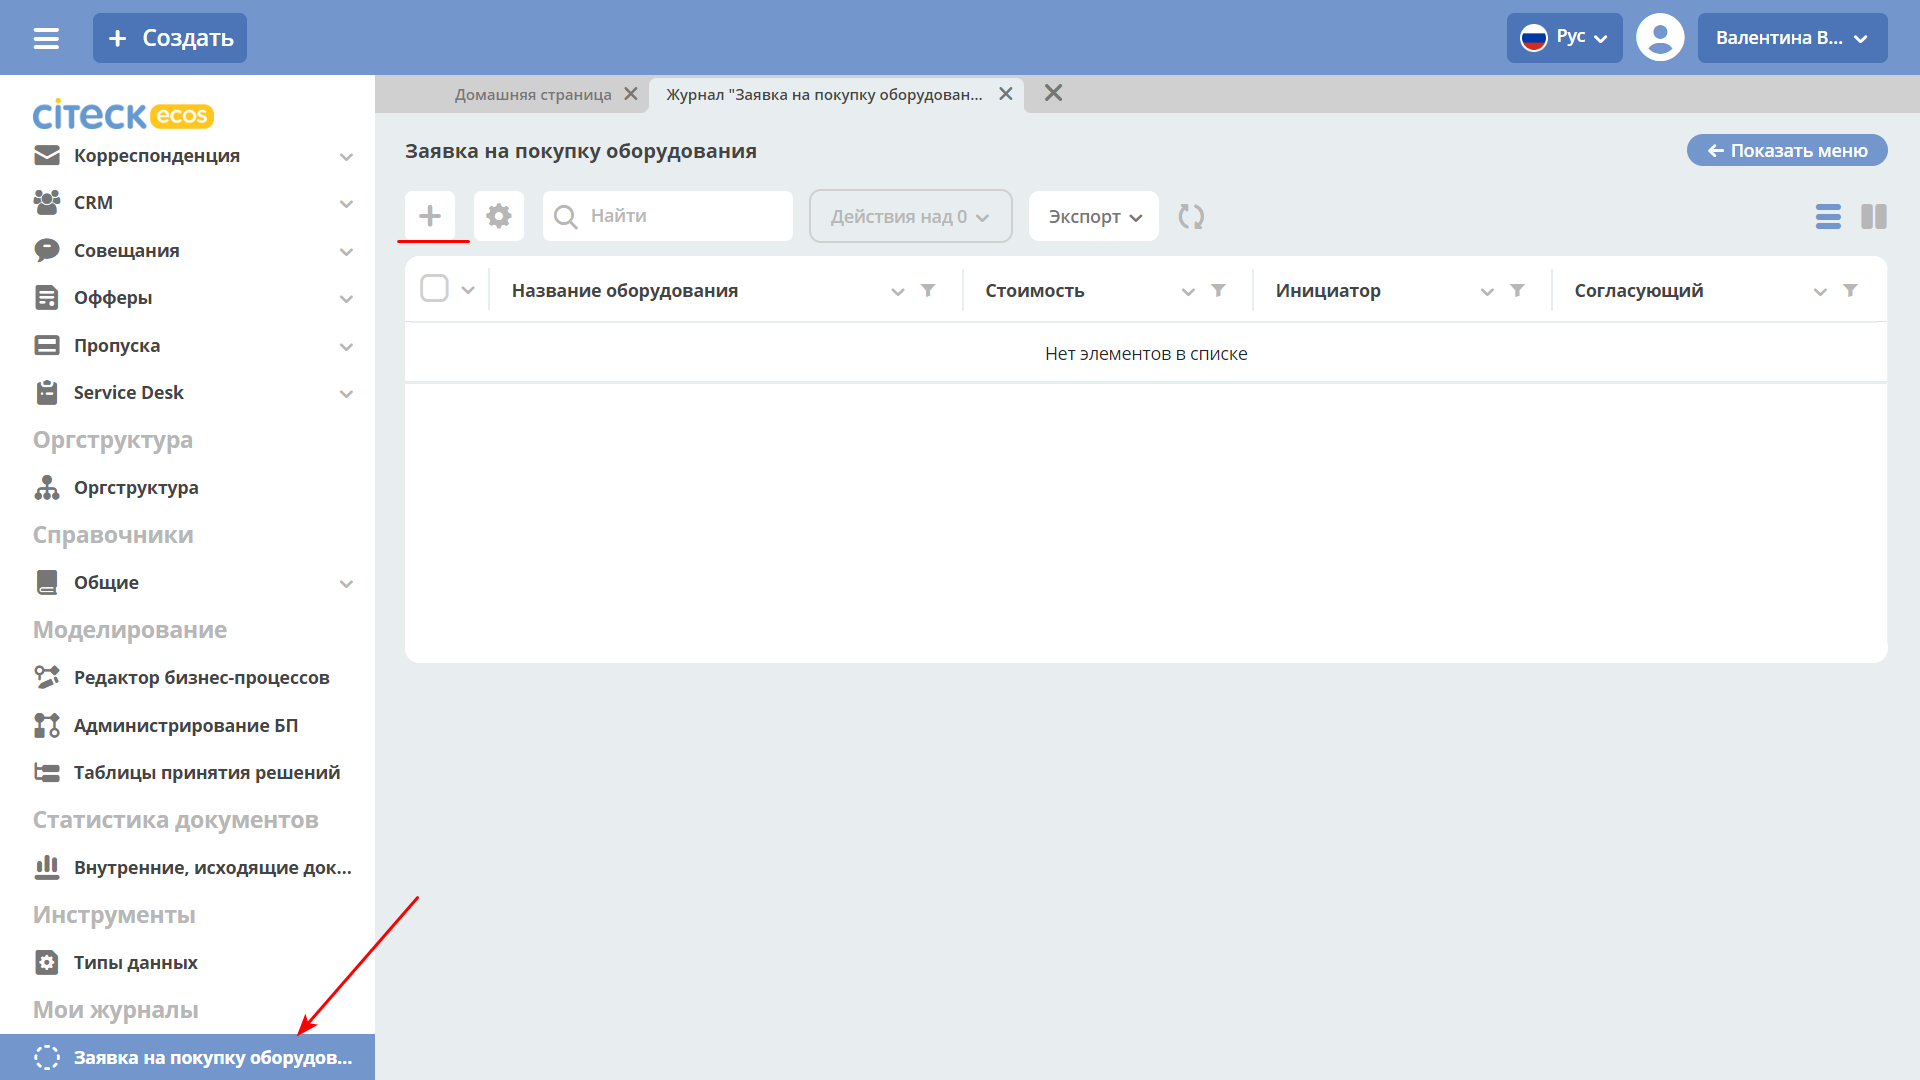 Создать
Рус
Валентина В...
citeck ecos
Корреспонденция
CRM
Совещания
Офферы
Пропуска
Service Desk
Оргструктура
Оргструктура
Справочники
Общие
Моделирование
Редактор бизнес-процессов
Администрирование БП
Таблицы принятия решений
Статистика документов
Внутренние, исходящие док...
Инструменты
Типы данных
Мои журналы
Заявка на покупку оборудов...
Домашняя страница
Журнал "Заявка на покупку оборудован...
Заявка на покупку оборудования
Показать меню
Найти
Действия над 0
Экспорт
Название оборудования
Стоимость
Инициатор
Согласующий
Нет элементов в списке